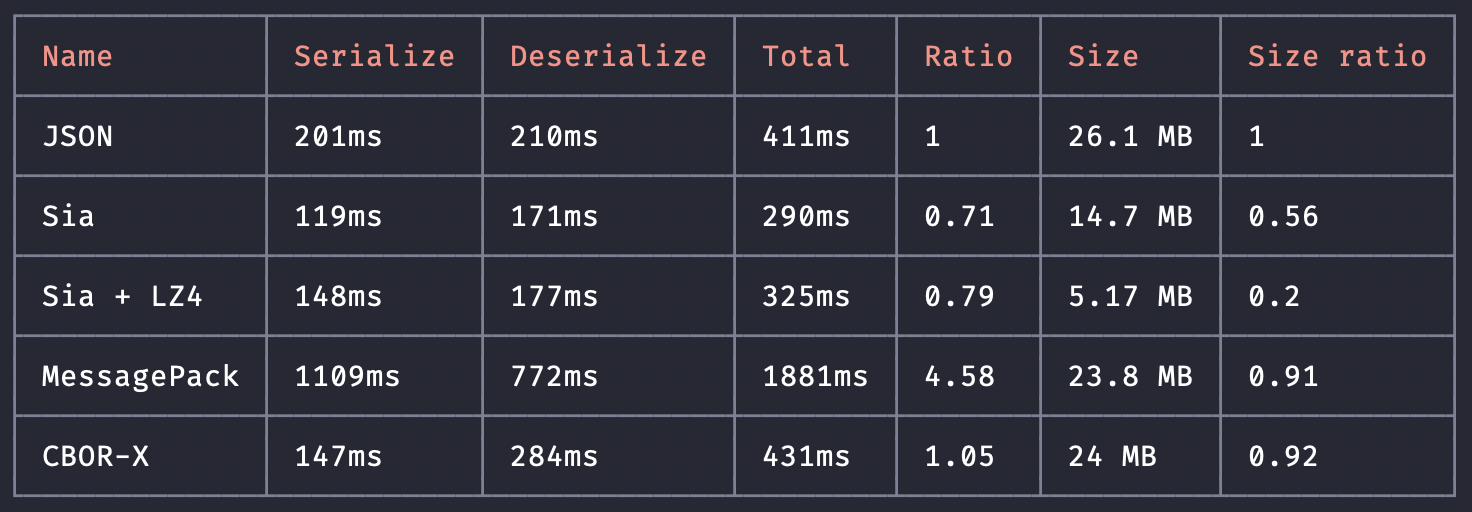 Name Serialize Deserialize Total Ratio Size Size ratio
JSON 201ms 210ms 411ms 1 26.1 MB 1
Sia 119ms 171ms 290ms 0.71 14.7 MB 0.56
Sia + LZ4 148ms 177ms 325ms 0.79 5.17 MB 0.2
MessagePack 1109ms 772ms 1881ms 4.58 23.8 MB 0.91
CBOR-X 147ms 284ms 431ms 1.05 24 MB 0.92